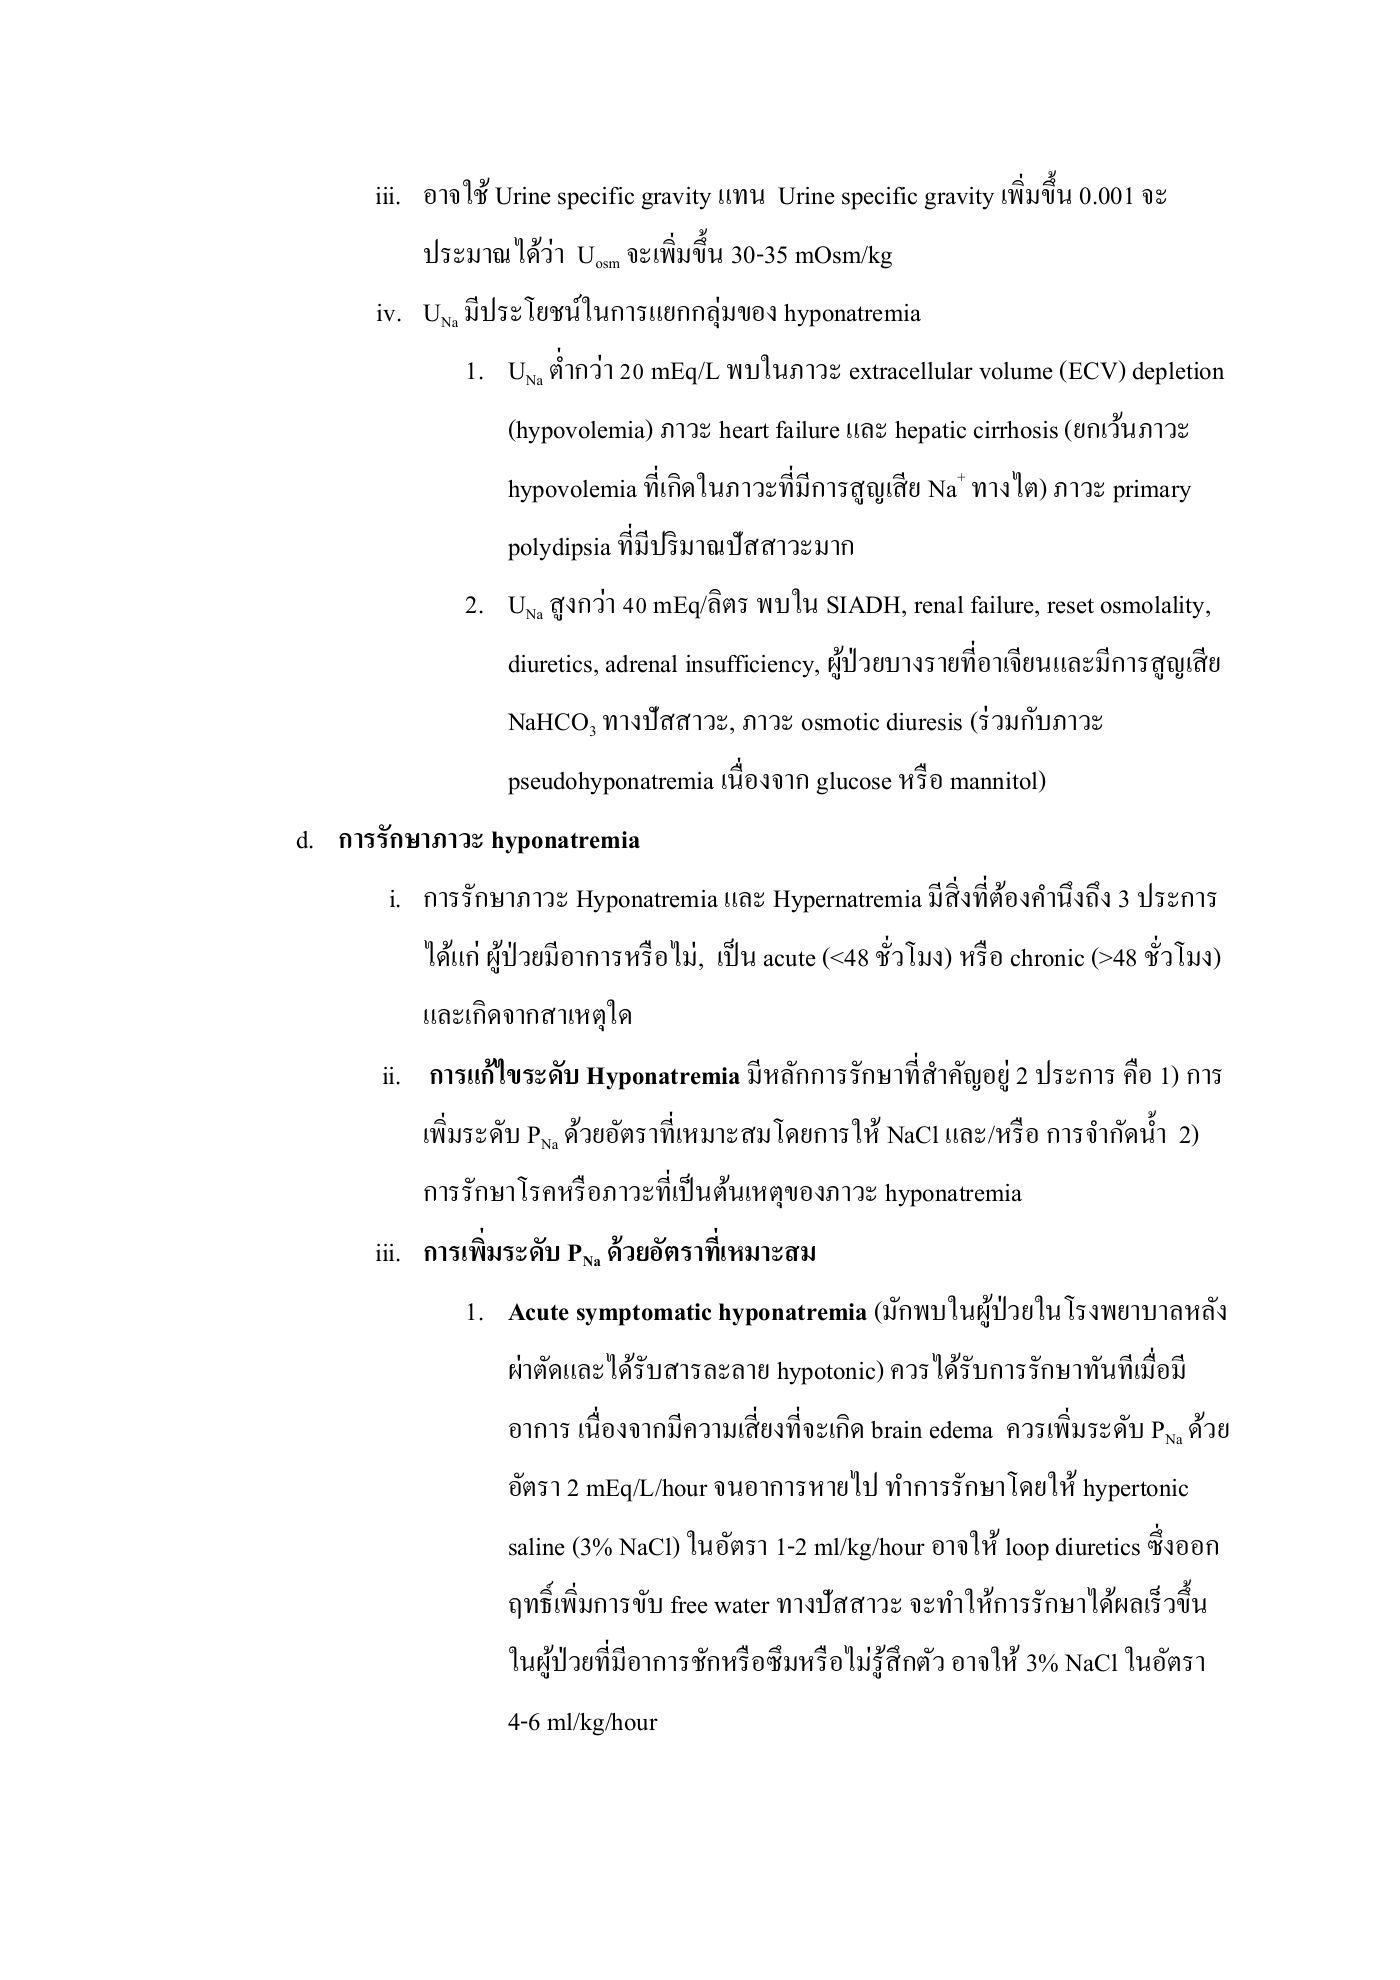 iii. อาจใช้ Urine specific gravity แทน Urine specific gravity เพิ่มขึ้น 0.001 จะ
ประมาณได้ว่า Uosm จะเพิ่มขึ้น 30-35 mOsm/kg
iv. UNa มีประโยชน์ในการแยกกลุ่มของ hyponatremia
1. UNa ต่ำกว่า 20 mEq/L พบในภาวะ extracellular volume (ECV) depletion
(hypovolemia) ภาวะ heart failure และ hepatic cirrhosis (ยกเว้นภาวะ
hypovolemia ที่เกิดในภาวะที่มีการสูญเสีย Na+ ทางไต) ภาวะ primary
polydipsia ที่มีปริมาณปัสสาวะมาก
2. UNa สูงกว่า 40 mEq/ลิตร พบใน SIADH, renal failure, reset osmolality,
diuretics, adrenal insufficiency, ผู้ป่วยบางรายที่อาเจียนและมีการสูญเสีย
NaHCO3 ทางปัสสาวะ, ภาวะ osmotic diuresis (ร่วมกับภาวะ
pseudohyponatremia เนื่องจาก glucose หรือ mannitol)
d. การรักษาภาวะ hyponatremia
i. การรักษาภาวะ Hyponatremia และ Hypernatremia มีสิ่งที่ต้องคำนึงถึง 3 ประการ
ได้แก่ ผู้ป่วยมีอาการหรือไม่, เป็น acute (<48 ชั่วโมง) หรือ chronic (>48 ชั่วโมง)
และเกิดจากสาเหตุใด
ii. การแก้ไขระดับ Hyponatremia มีหลักการรักษาที่สำคัญอยู่ 2 ประการ คือ 1) การ
เพิ่มระดับ PNa ด้วยอัตราที่เหมาะสมโดยการให้ NaCl และ/หรือ การจำกัดน้ำ 2)
การรักษาโรคหรือภาวะที่เป็นต้นเหตุของภาวะ hyponatremia
iii. การเพิ่มระดับ PNa ด้วยอัตราที่เหมาะสม
1. Acute symptomatic hyponatremia (มักพบในผู้ป่วยในโรงพยาบาลหลัง
ผ่าตัดและได้รับสารละลาย hypotonic) ควรได้รับการรักษาทันทีเมื่อมี
อาการ เนื่องจากมีความเสี่ยงที่จะเกิด brain edema ควรเพิ่มระดับ PNa ด้วย
อัตรา 2 mEq/L/hour จนอาการหายไป ทำการรักษาโดยให้ hypertonic
saline (3% NaCl) ในอัตรา 1-2 ml/kg/hour อาจให้ loop diuretics ซึ่งออก
ฤทธิ์เพิ่มการขับ free water ทางปัสสาวะ จะทำให้การรักษาได้ผลเร็วขึ้น
ในผู้ป่วยที่มีอาการชักหรือซึมหรือไม่รู้สึกตัว อาจให้ 3% NaCl ในอัตรา
4-6 ml/kg/hour